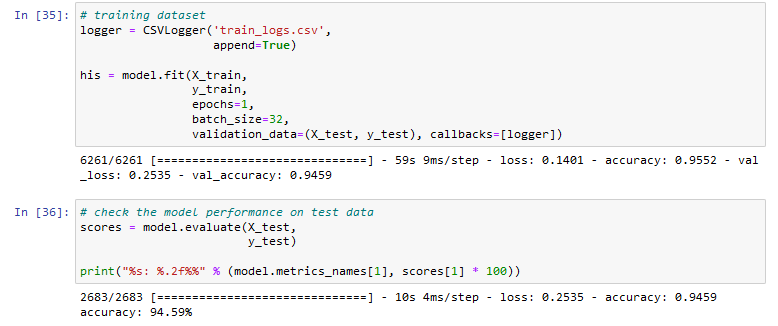 In [35]: # training dataset
logger = CSVLogger('train_logs.csv',
append=True)
his = model.fit(X_train,
y_train,
epochs=1,
batch_size=32,
validation_data=(X_test, y_test), callbacks=[logger])
6261/6261 [==============================] - 59s 9ms/step - loss: 0.1401 - accuracy: 0.9552 - val
_loss: 0.2535 - val_accuracy: 0.9459
In [36]: # check the model performance on test data
scores = model.evaluate(X_test,
y_test)
print("%s: %.2f%%" % (model.metrics_names[1], scores[1] * 100))
2683/2683 [==============================] - 10s 4ms/step - loss: 0.2535 - accuracy: 0.9459
accuracy: 94.59%